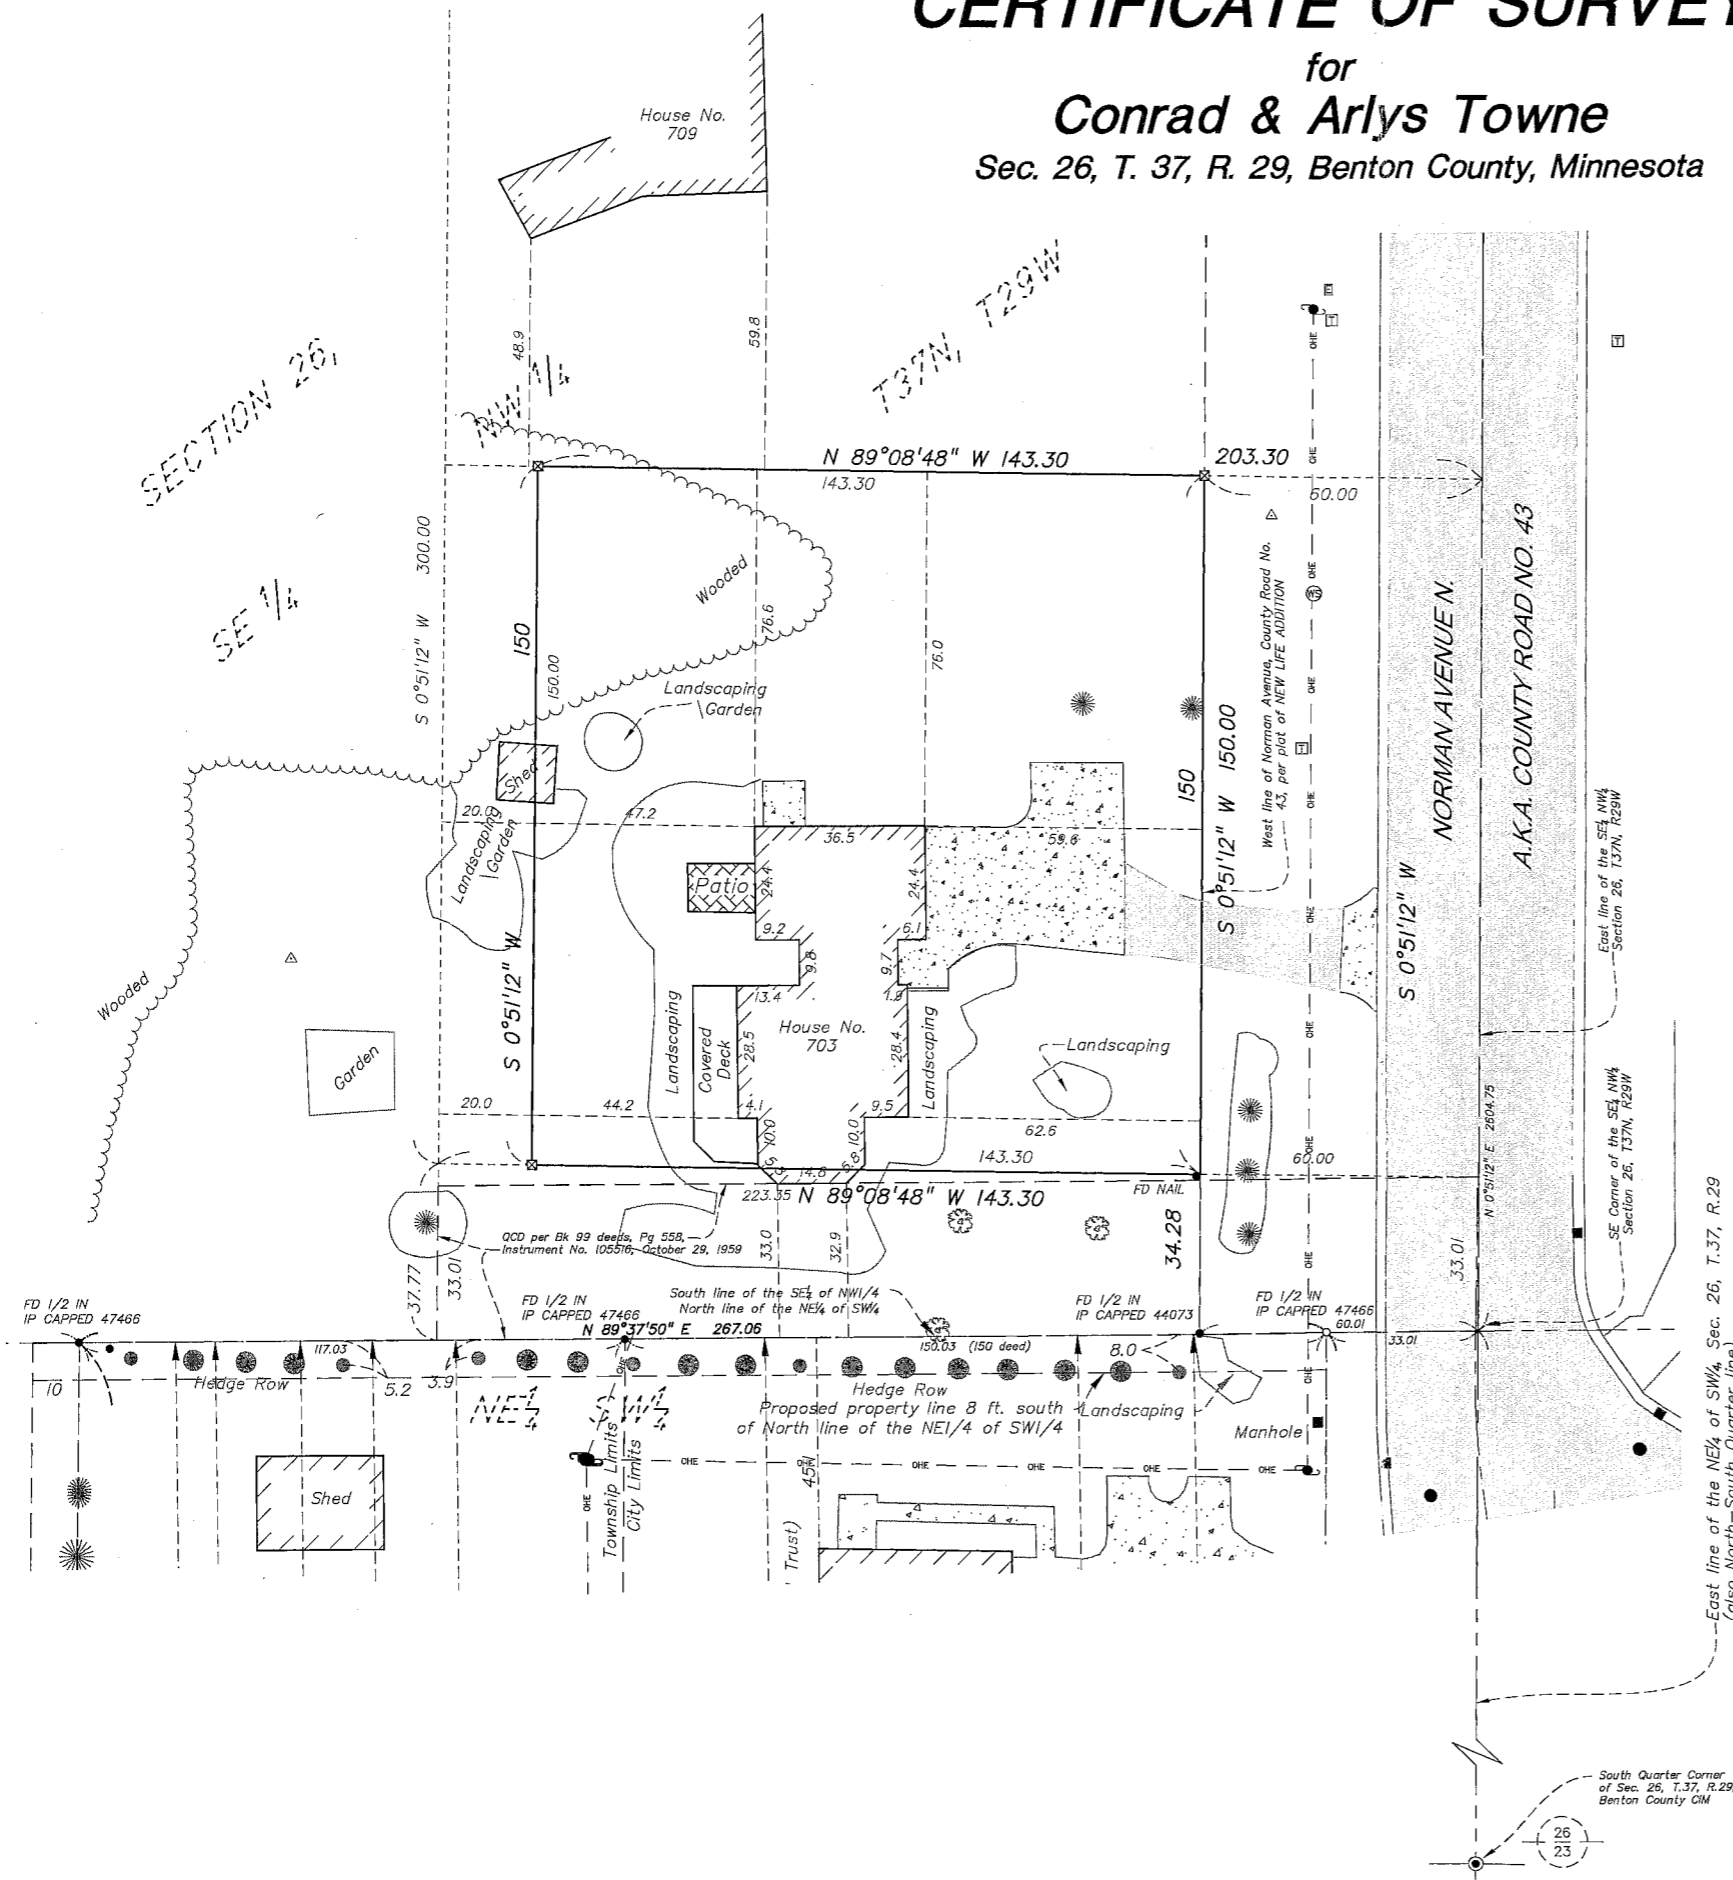 CERTIFICATE OF SURVEY
for
Conrad & Arlys Towne
Sec. 26, T. 37, R. 29, Benton County, Minnesota
House No.
709
48.9
59.8
SECTION 26,
NW 1/4
T37N, T29W
SE 1/4
N 89°08'48" W 143.30
143.30
203.30
60.00
S 0°51'12" W 300.00
150
150.00
Wooded
76.6
76.0
Landscaping
\Garden
Shed
20.0
47.2
36.5
59.6
Landscaping
\Garden
Patio
24.4
24.4
9.2
6.1
9.8
9.7
13.4
1.9
House No.
703
28.5
28.4
Covered
Deck
Landscaping
Landscaping
Landscaping
S 0°51'12" W
150
S 0°51'12" W 150.00
West line of Norman Avenue, County Road No.
43, per plat of NEW LIFE ADDITION
OHE
T
E
T
T
NORMAN AVENUE N.
A.K.A. COUNTY ROAD NO. 43
S 0°51'12" W
East line of the SE¼ NW¼
Section 26, T37N, R29W
SE Corner of the SE¼ NW¼
Section 26, T37N, R29W
N 0°51'12" E 2604.75
Wooded
Garden
20.0
44.2
4.1
9.5
62.6
10.0
10.0
14.6
5.8
143.30
60.00
223.35
N 89°08'48" W 143.30
FD NAIL
34.28
33.0
32.9
QCD per Bk 99 deeds, Pg 558,
Instrument No. 105516, October 29, 1959
37.77
33.01
33.01
South line of the SE¼ of NW1/4
North line of the NE¼ of SW¼
FD 1/2 IN
IP CAPPED 47466
FD 1/2 IN
IP CAPPED 47466
FD 1/2 IN
IP CAPPED 44073
FD 1/2 IN
IP CAPPED 47466
60.01
33.01
N 89°37'50" E 267.06
117.03
150.03 (150 deed)
8.0
10
Hedge Row
5.2
3.9
Hedge Row
NE¼
SW¼
Proposed property line 8 ft. south
of North line of the NE1/4 of SW1/4
Landscaping
Manhole
Shed
Township Limits
City Limits
45.1
Trust)
OHE
East line of the NE¼ of SW¼, Sec. 26, T.37, R.29
(also North-South Quarter line)
South Quarter Corner
of Sec. 26, T.37, R.29,
Benton County CIM
26
23